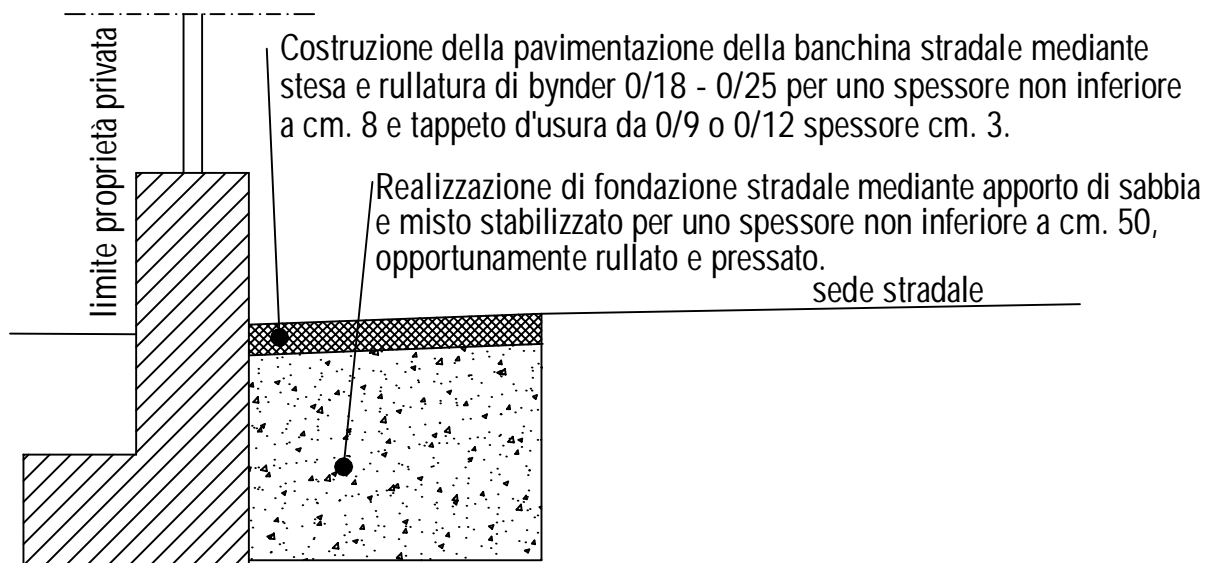 limite proprietà privata
Costruzione della pavimentazione della banchina stradale mediante
stesa e rullatura di bynder 0/18 - 0/25 per uno spessore non inferiore
a cm. 8 e tappeto d'usura da 0/9 o 0/12 spessore cm. 3.
Realizzazione di fondazione stradale mediante apporto di sabbia
e misto stabilizzato per uno spessore non inferiore a cm. 50,
opportunamente rullato e pressato.
sede stradale